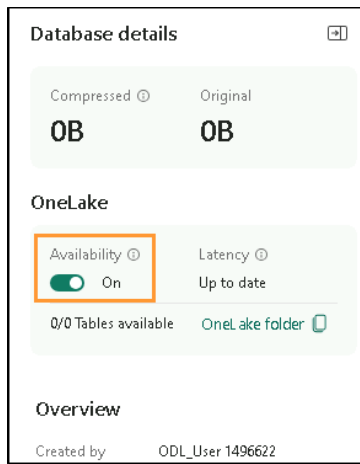 Database details
Compressed Original
0B 0B
OneLake
Availability Latency
On Up to date
0/0 Tables available OneLake folder
Overview
Created by ODL_User 1496622